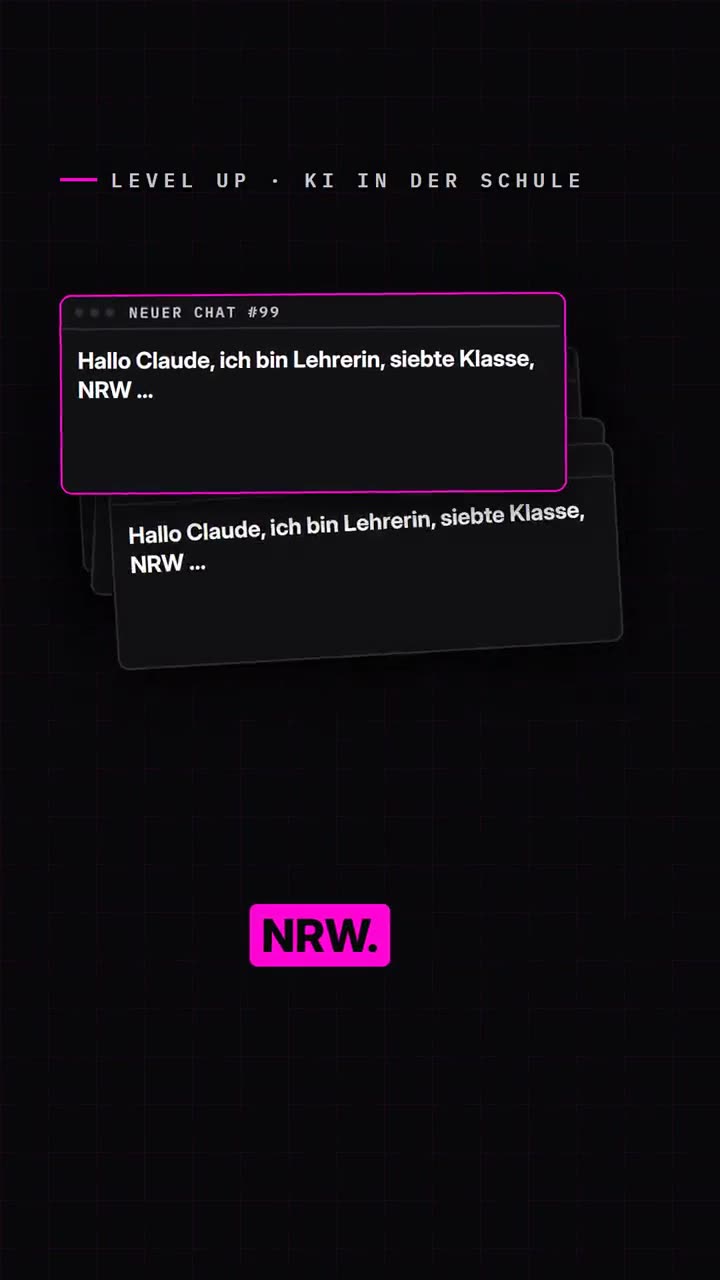 LEVEL UP · KI IN DER SCHULE
NEUER CHAT #99
Hallo Claude, ich bin Lehrerin, siebte Klasse,
NRW ...
Hallo Claude, ich bin Lehrerin, siebte Klasse,
NRW ...
NRW.